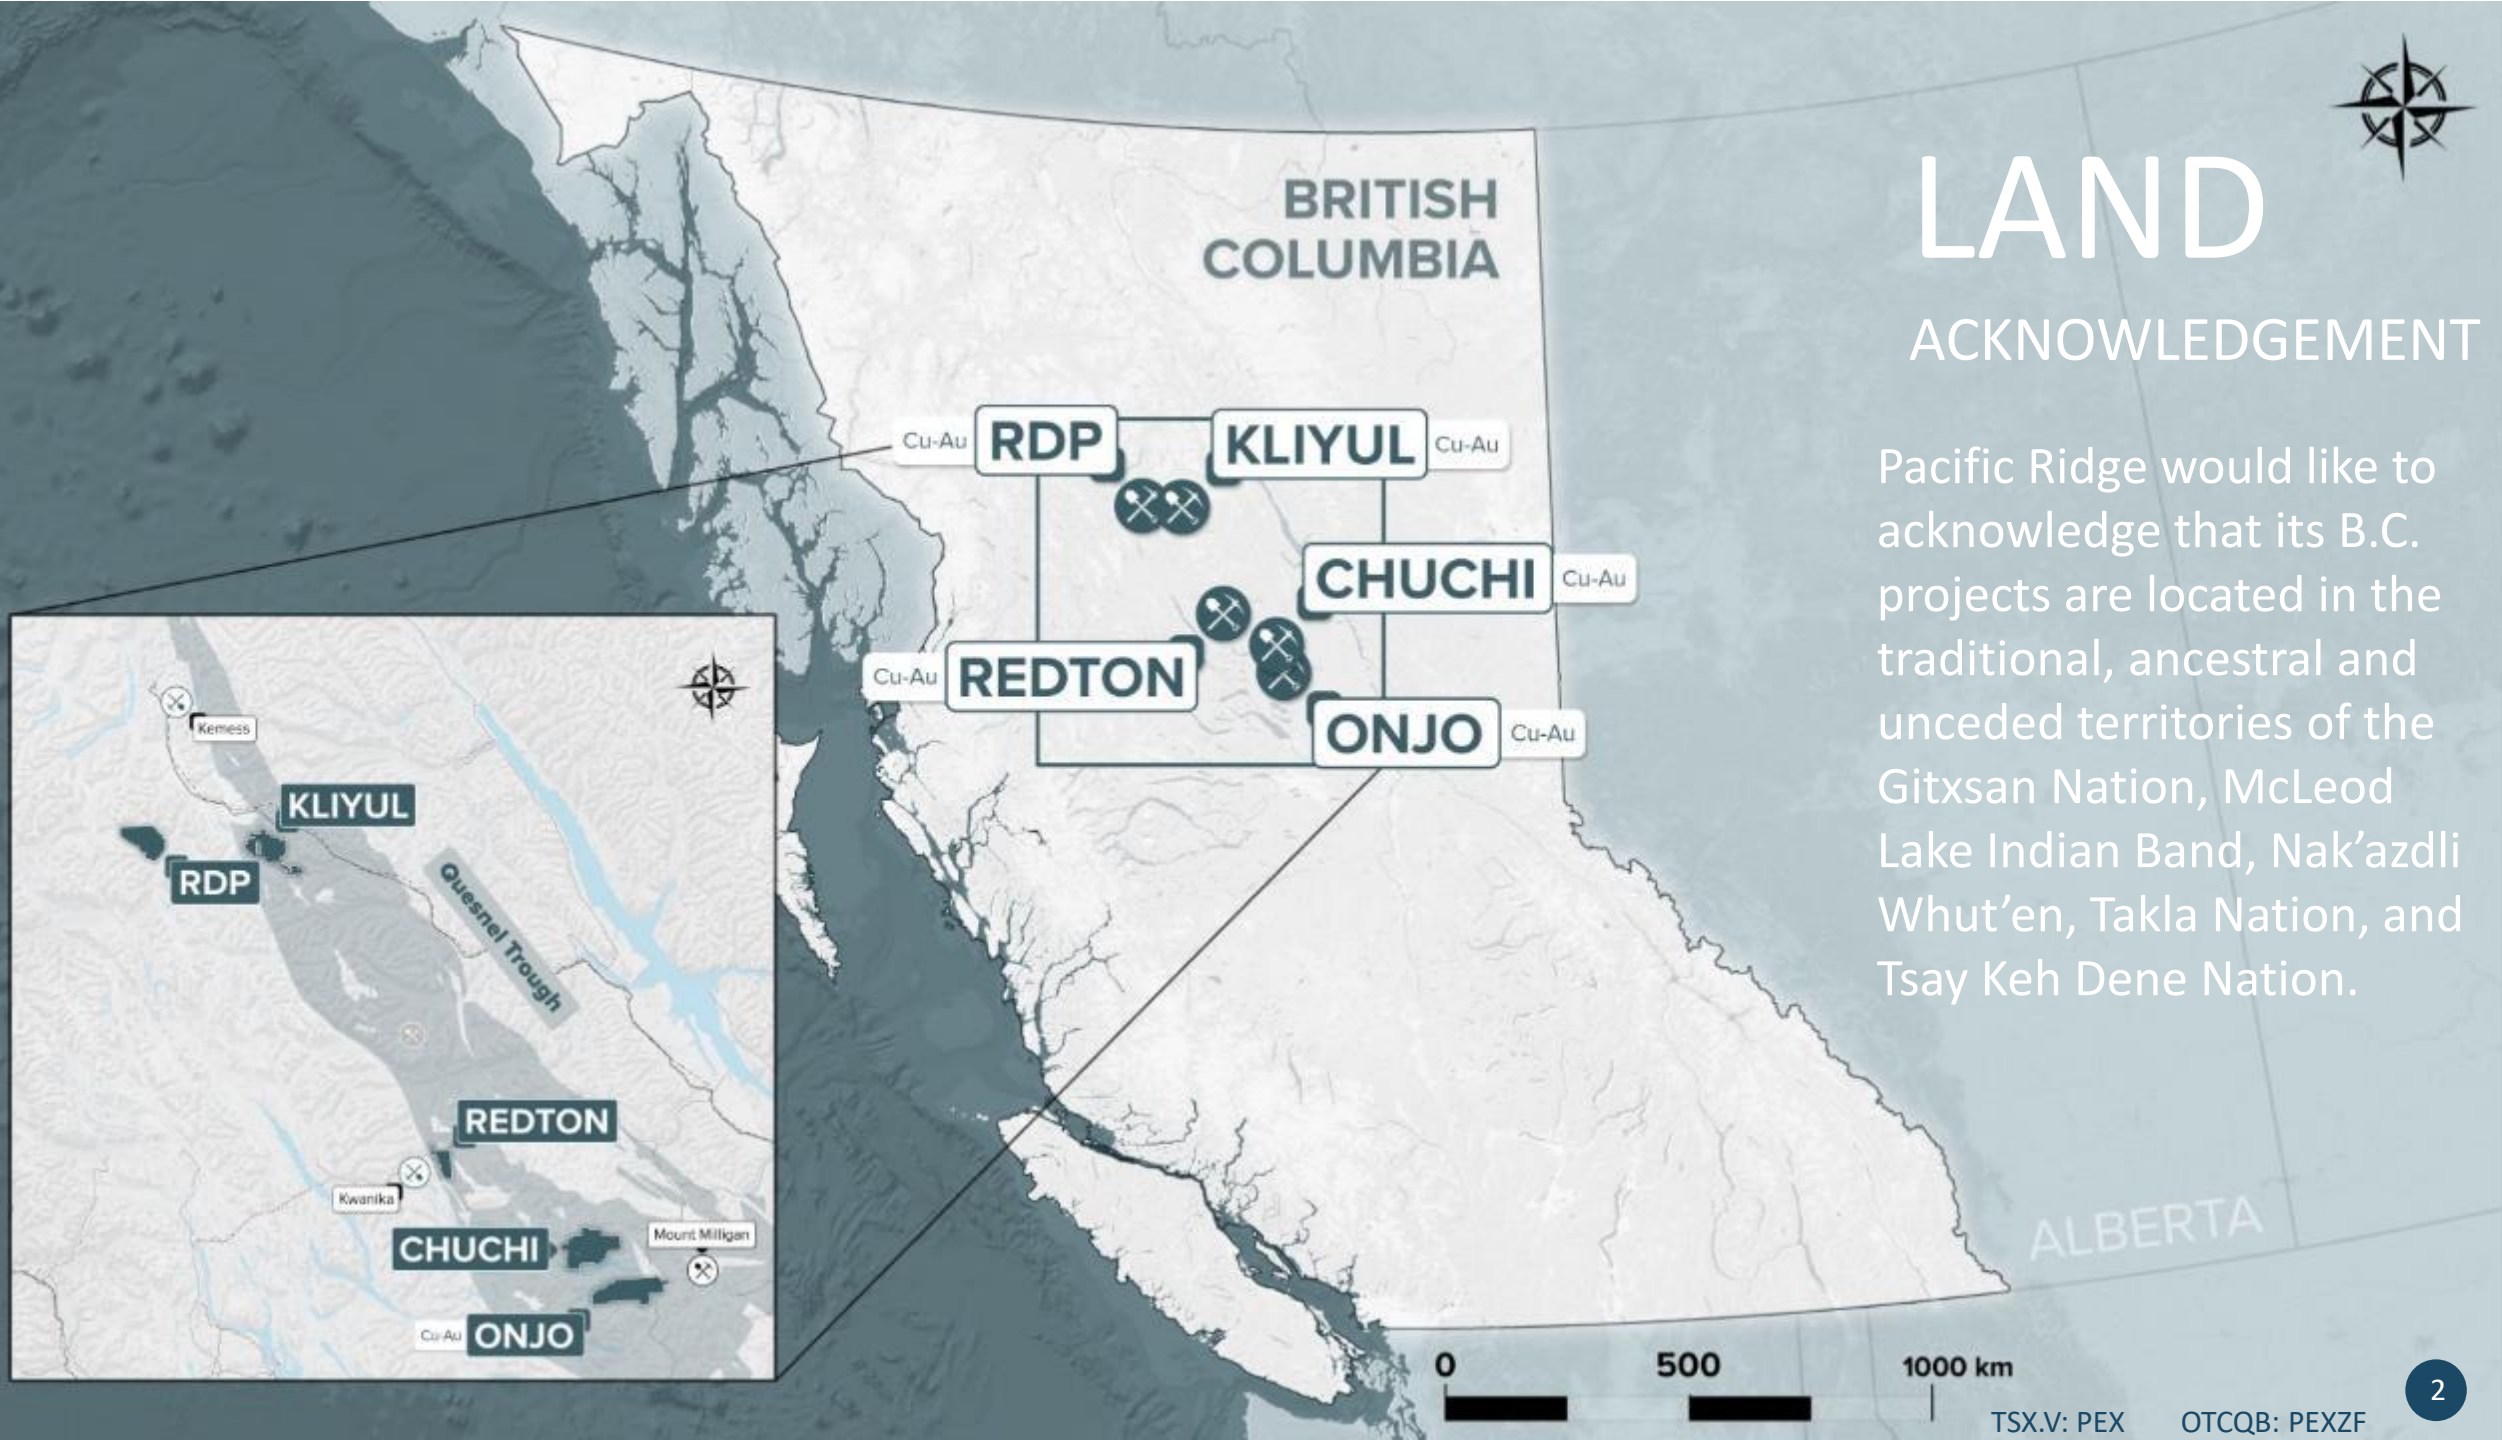 LAND
ACKNOWLEDGEMENT
Pacific Ridge would like to
acknowledge that its B.C.
projects are located in the
traditional, ancestral and
unceded territories of the
Gitxsan Nation, McLeod
Lake Indian Band, Nak’azdli
Whut’en, Takla Nation, and
Tsay Keh Dene Nation.
BRITISH
COLUMBIA
Cu-Au RDP
KLIYUL Cu-Au
CHUCHI Cu-Au
Cu-Au REDTON
ONJO Cu-Au
Kemess
KLIYUL
RDP
Quesnel Trough
REDTON
Kwanika
CHUCHI
Mount Milligan
Cu-Au ONJO
ALBERTA
0 500 1000 km
TSX.V: PEX OTCQB: PEXZF
2